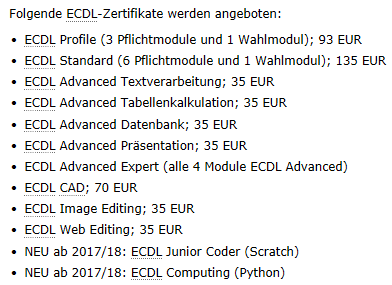 Folgende ECDL-Zertifikate werden angeboten:
• ECDL Profile (3 Pflichtmodule und 1 Wahlmodul); 93 EUR
• ECDL Standard (6 Pflichtmodule und 1 Wahlmodul); 135 EUR
• ECDL Advanced Textverarbeitung; 35 EUR
• ECDL Advanced Tabellenkalkulation; 35 EUR
• ECDL Advanced Datenbank; 35 EUR
• ECDL Advanced Präsentation; 35 EUR
• ECDL Advanced Expert (alle 4 Module ECDL Advanced)
• ECDL CAD; 70 EUR
• ECDL Image Editing; 35 EUR
• ECDL Web Editing; 35 EUR
• NEU ab 2017/18: ECDL Junior Coder (Scratch)
• NEU ab 2017/18: ECDL Computing (Python)